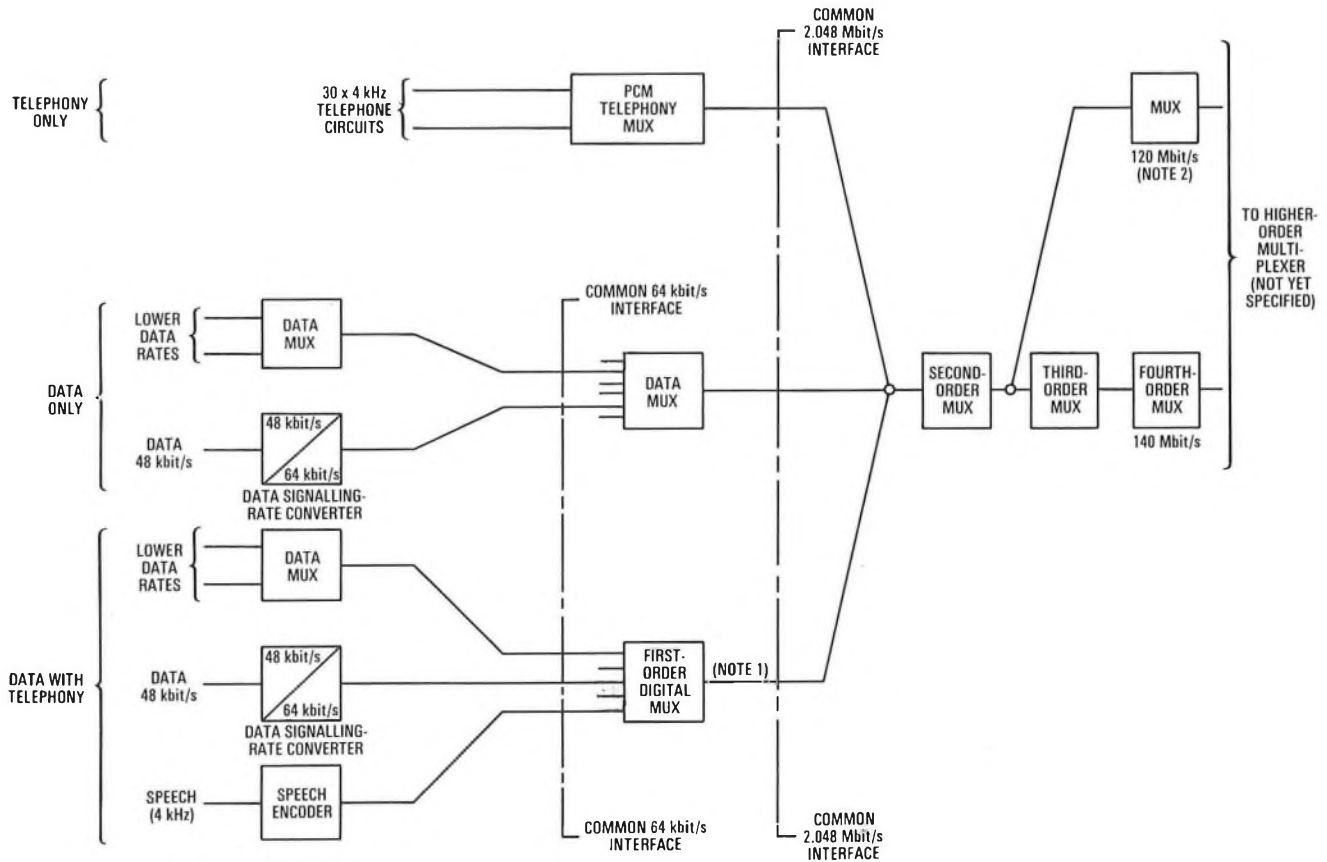 COMMON
2.048 Mbit/s
INTERFACE
TELEPHONY
ONLY
30 x 4 kHz
TELEPHONE
CIRCUITS
PCM
TELEPHONY
MUX
MUX
120 Mbit/s
(NOTE 2)
TO HIGHER-
ORDER
MULTI-
PLEXER
(NOT YET
SPECIFIED)
COMMON 64 kbit/s
INTERFACE
DATA
ONLY
LOWER
DATA
RATES
DATA
MUX
DATA
48 kbit/s
48 kbit/s
64 kbit/s
DATA SIGNALLING-
RATE CONVERTER
DATA
MUX
SECOND-
ORDER
MUX
THIRD-
ORDER
MUX
FOURTH-
ORDER
MUX
140 Mbit/s
DATA WITH
TELEPHONY
LOWER
DATA
RATES
DATA
MUX
DATA
48 kbit/s
48 kbit/s
64 kbit/s
DATA SIGNALLING-
RATE CONVERTER
SPEECH
(4 kHz)
SPEECH
ENCODER
FIRST-
ORDER
DIGITAL
MUX
(NOTE 1)
COMMON 64 kbit/s
INTERFACE
COMMON
2.048 Mbit/s
INTERFACE